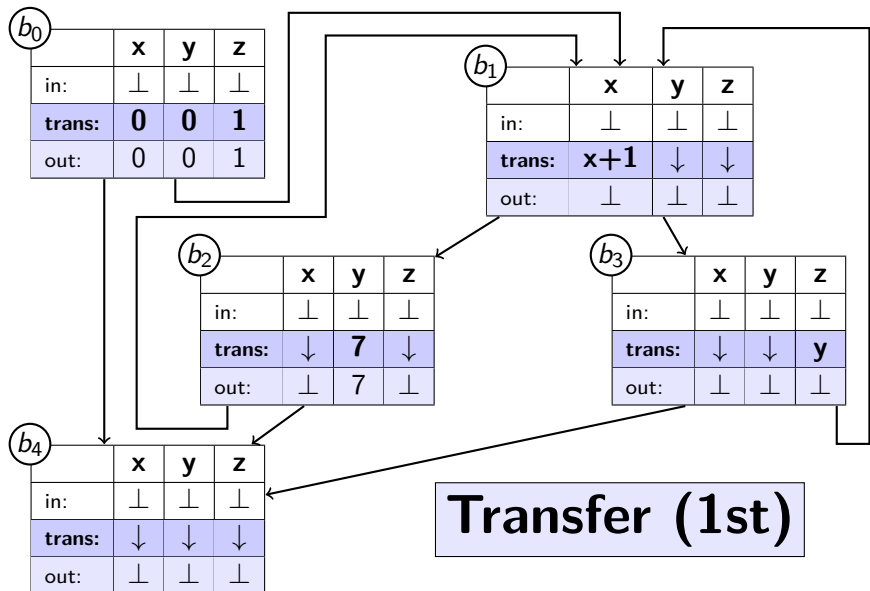 b0
x y z
in: ⊥ ⊥ ⊥
trans: 0 0 1
out: 0 0 1
b1
x y z
in: ⊥ ⊥ ⊥
trans: x+1 ↓ ↓
out: ⊥ ⊥ ⊥
b2
x y z
in: ⊥ ⊥ ⊥
trans: ↓ 7 ↓
out: ⊥ 7 ⊥
b3
x y z
in: ⊥ ⊥ ⊥
trans: ↓ ↓ y
out: ⊥ ⊥ ⊥
b4
x y z
in: ⊥ ⊥ ⊥
trans: ↓ ↓ ↓
out: ⊥ ⊥ ⊥
Transfer (1st)